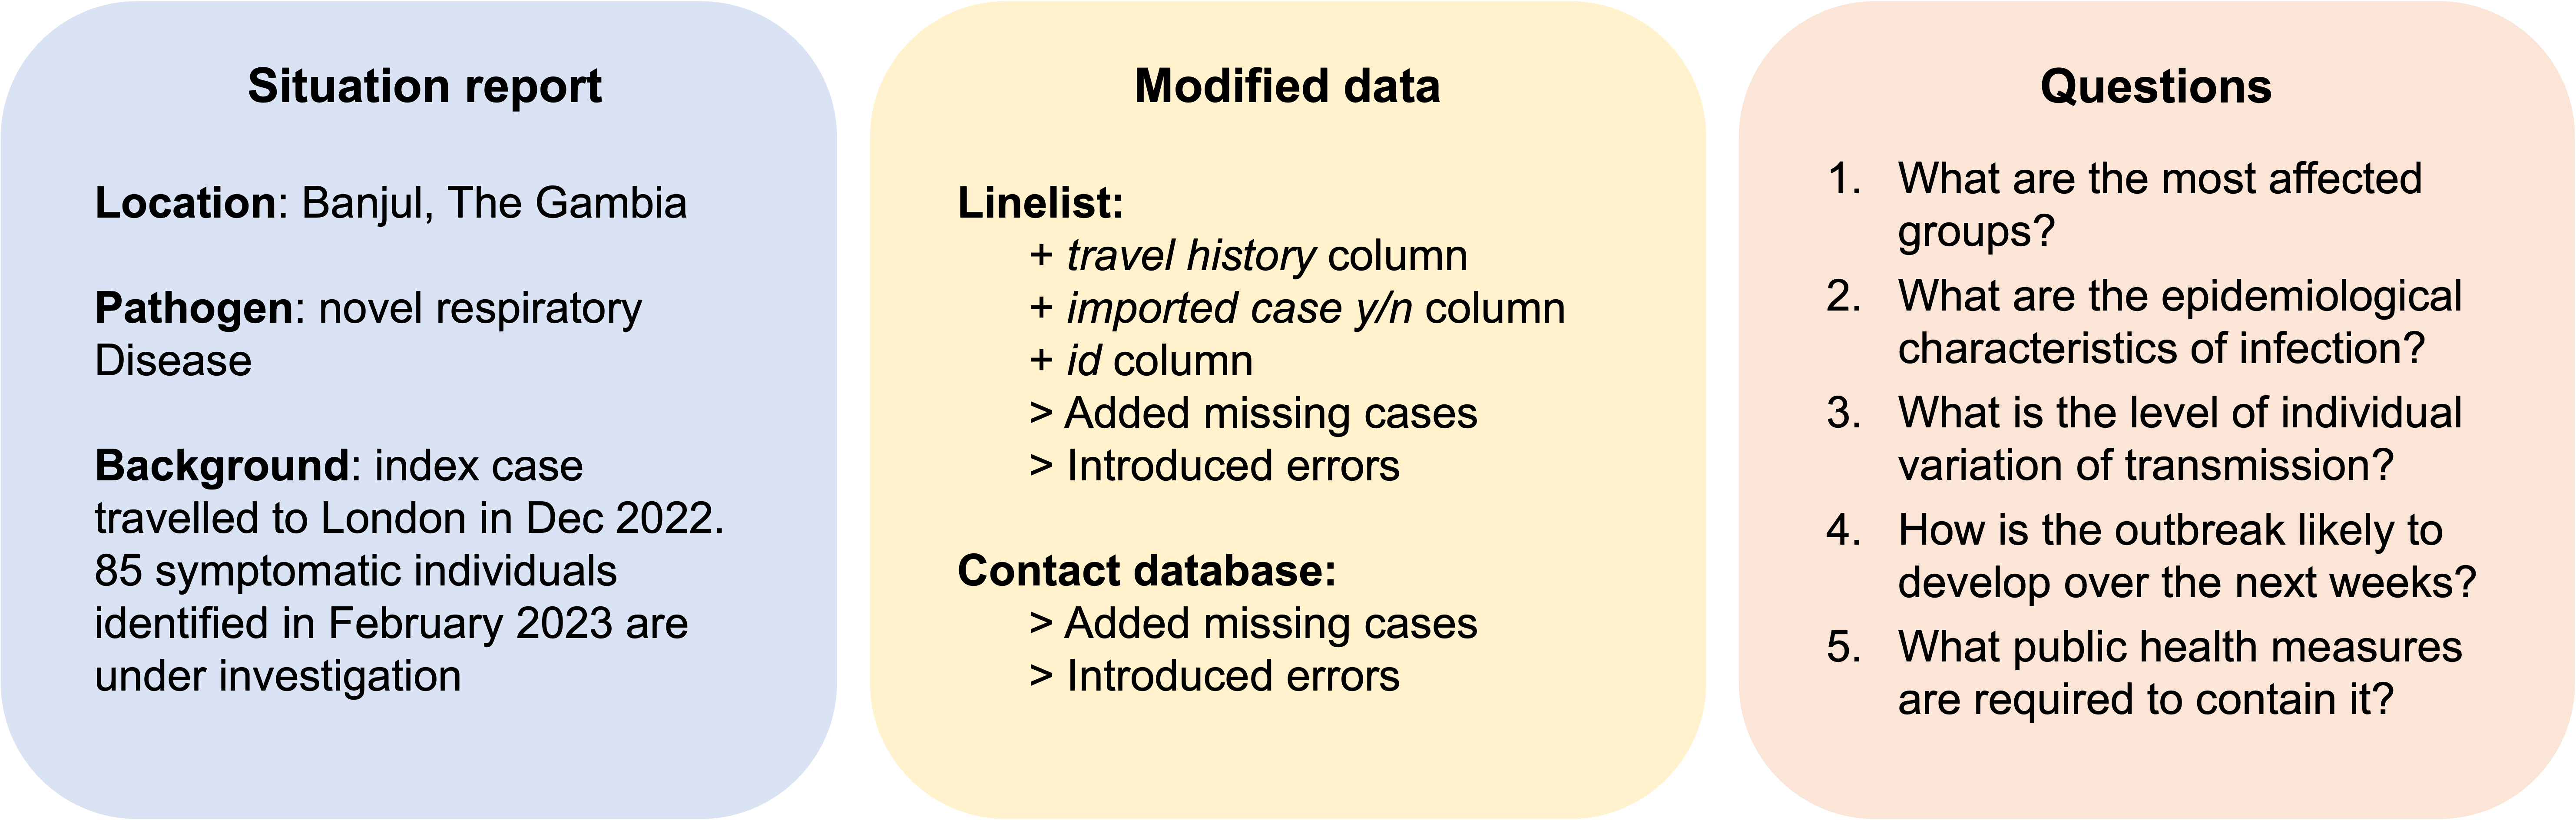 Situation report
Location: Banjul, The Gambia
Pathogen: novel respiratory
Disease
Background: index case
travelled to London in Dec 2022.
85 symptomatic individuals
identified in February 2023 are
under investigation
Modified data
Linelist:
+ travel history column
+ imported case y/n column
+ id column
> Added missing cases
> Introduced errors
Contact database:
> Added missing cases
> Introduced errors
Questions
1. What are the most affected
groups?
2. What are the epidemiological
characteristics of infection?
3. What is the level of individual
variation of transmission?
4. How is the outbreak likely to
develop over the next weeks?
5. What public health measures
are required to contain it?